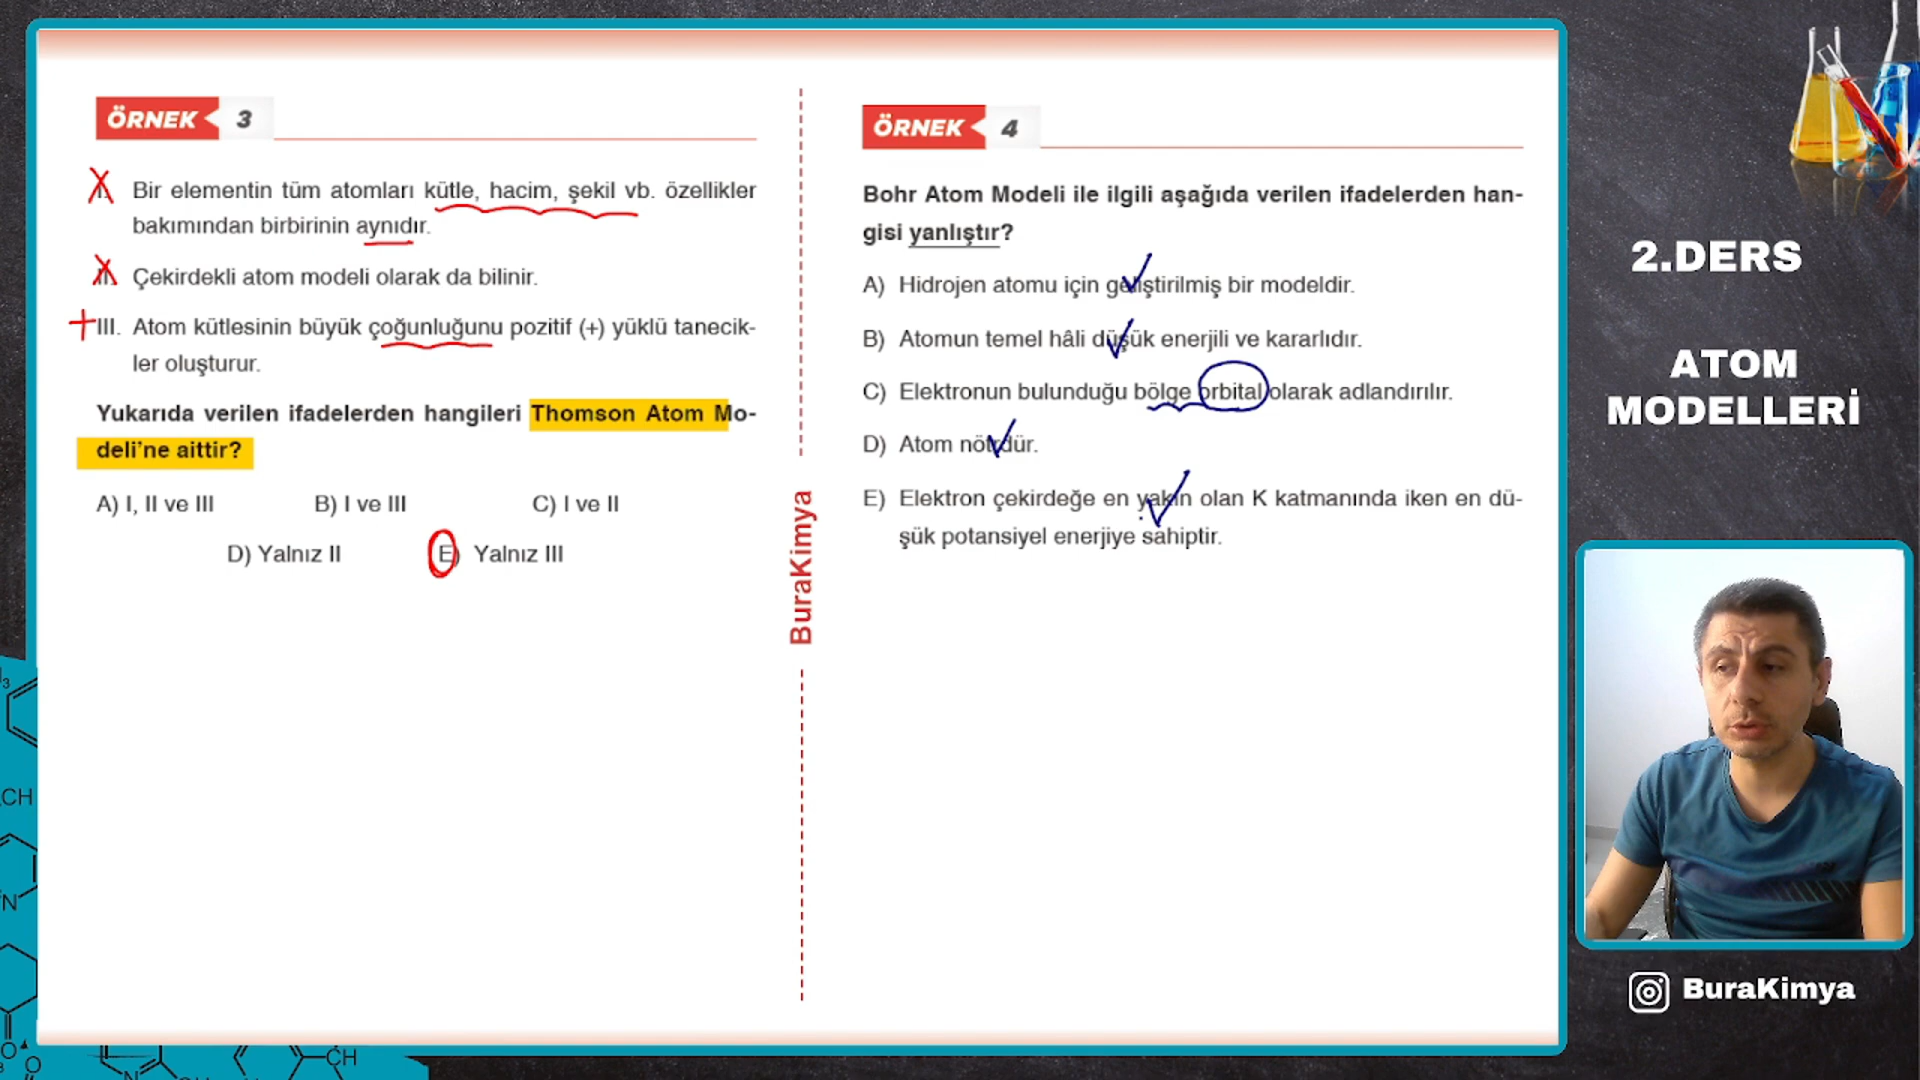 ÖRNEK 3
I. Bir elementin tüm atomları kütle, hacim, şekil vb. özellikler
bakımından birbirinin aynıdır.
II. Çekirdekli atom modeli olarak da bilinir.
III. Atom kütlesinin büyük çoğunluğunu pozitif (+) yüklü tanecik-
ler oluşturur.
Yukarıda verilen ifadelerden hangileri Thomson Atom Mo-
deli'ne aittir?
A) I, II ve III B) I ve III C) I ve II
D) Yalnız II E) Yalnız III
BuraKimya
ÖRNEK 4
Bohr Atom Modeli ile ilgili aşağıda verilen ifadelerden han-
gisi yanlıştır?
A) Hidrojen atomu için geliştirilmiş bir modeldir.
B) Atomun temel hâli düşük enerjili ve kararlıdır.
C) Elektronun bulunduğu bölge orbital olarak adlandırılır.
D) Atom nötrdür.
E) Elektron çekirdeğe en yakın olan K katmanında iken en dü-
şük potansiyel enerjiye sahiptir.
2.DERS
ATOM
MODELLERİ
BuraKimya
CH
N
CH